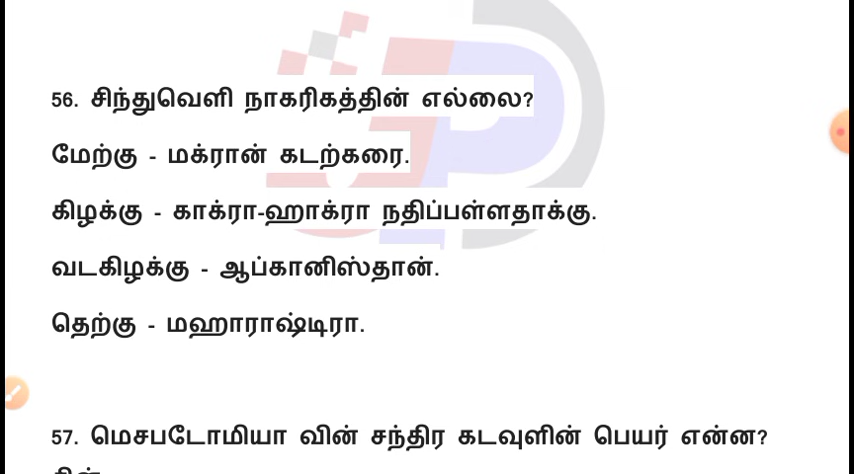 56. சிந்துவெளி நாகரிகத்தின் எல்லை?
மேற்கு - மக்ரான் கடற்கரை.
கிழக்கு - காக்ரா-ஹாக்ரா நதிப்பள்ளதாக்கு.
வடகிழக்கு - ஆப்கானிஸ்தான்.
தெற்கு - மஹாராஷ்டிரா.
57. மெசபடோமியா வின் சந்திர கடவுளின் பெயர் என்ன?